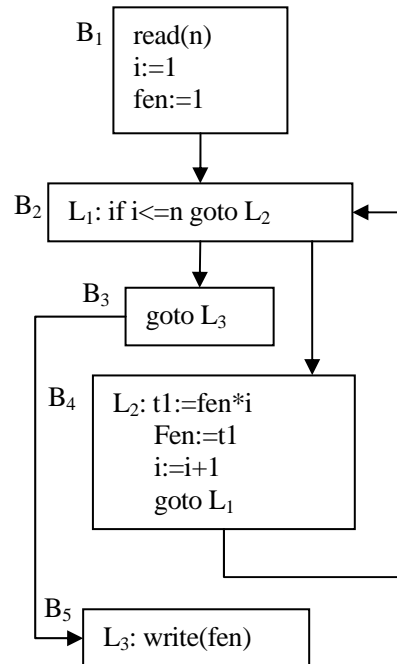 B₁
read(n)
i:=1
fen:=1
B₂
L₁: if i<=n goto L₂
B₃
goto L₃
B₄
L₂: t1:=fen*i
Fen:=t1
i:=i+1
goto L₁
B₅
L₃: write(fen)